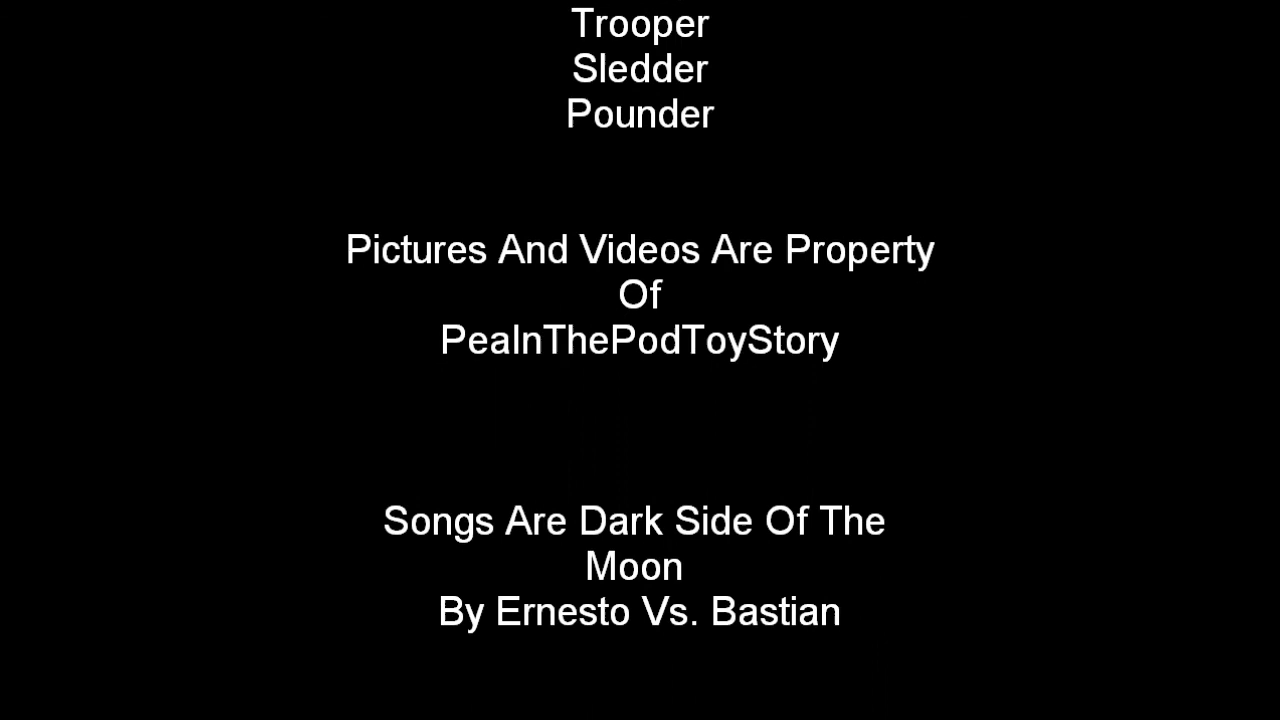 Trooper
Sledder
Pounder
Pictures And Videos Are Property
Of
PeaInThePodToyStory
Songs Are Dark Side Of The
Moon
By Ernesto Vs. Bastian